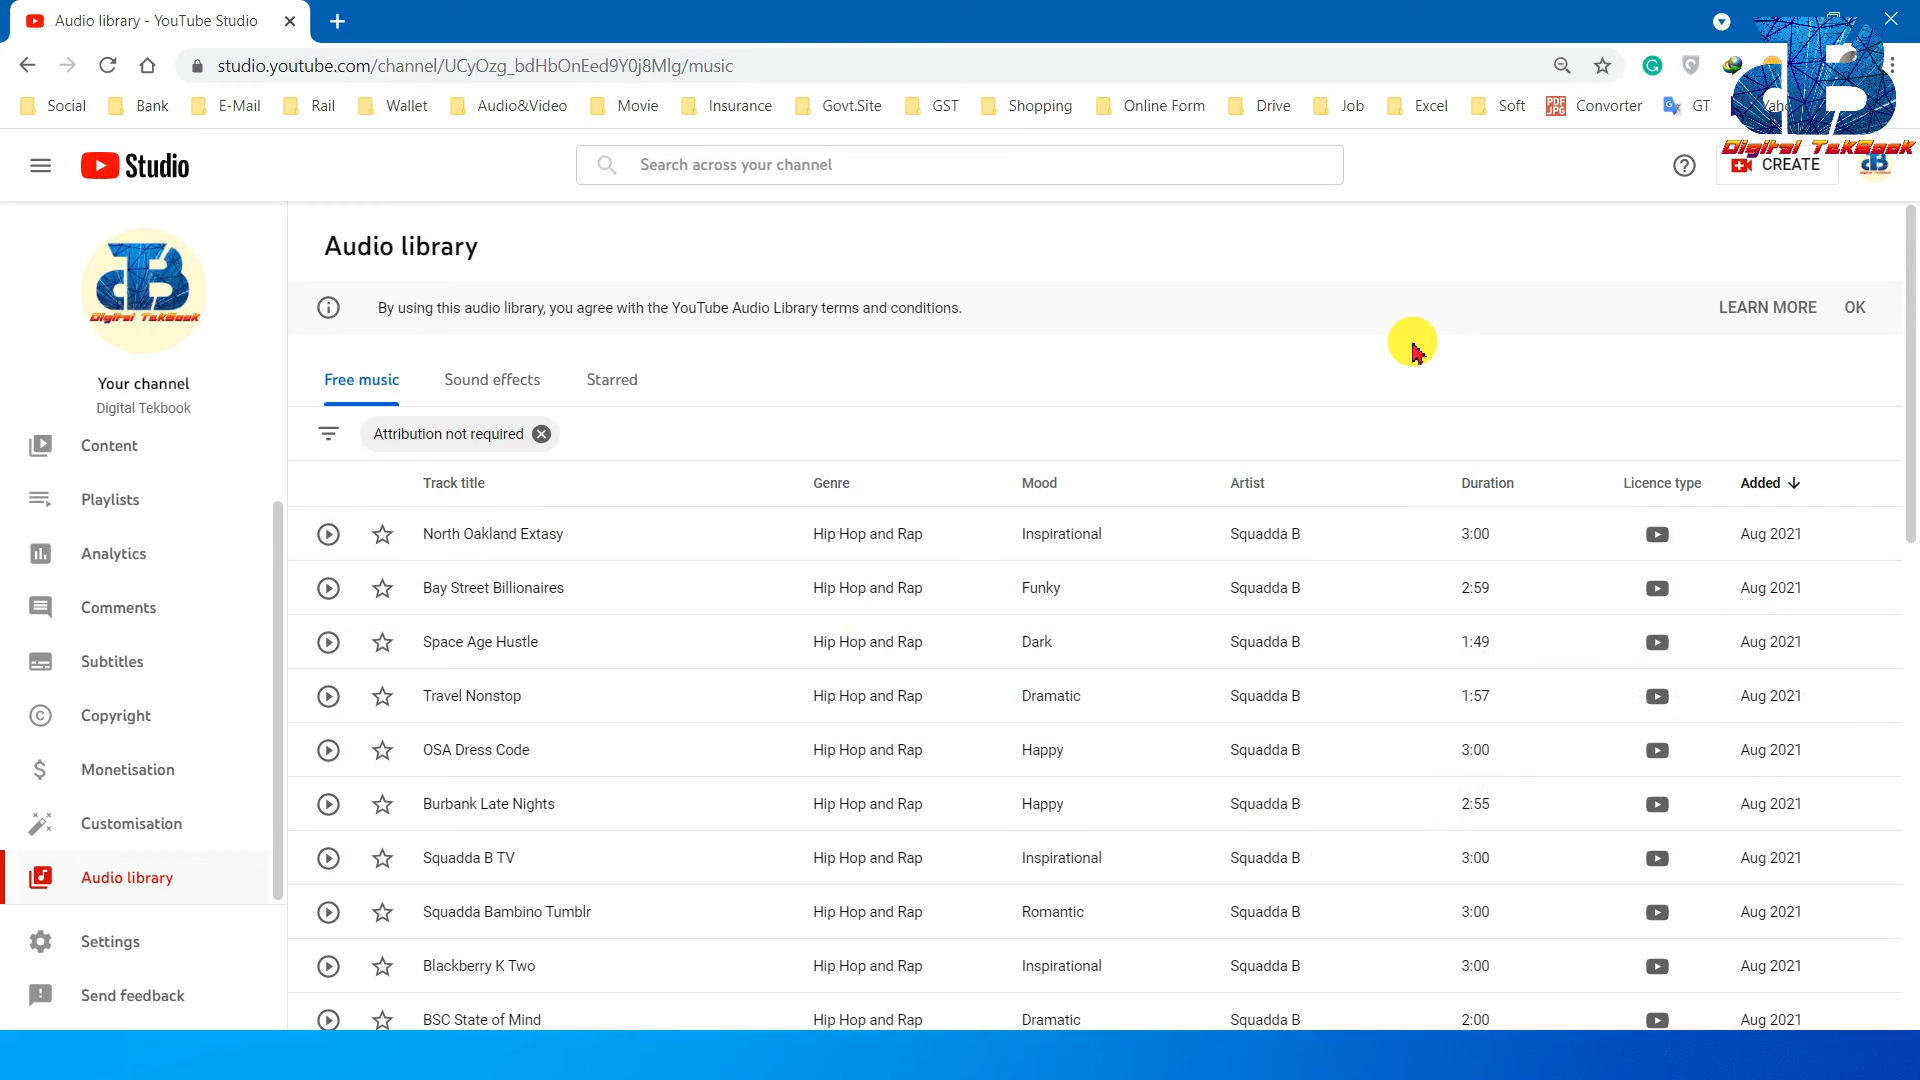 Audio library - YouTube Studio
studio.youtube.com/channel/UCyOzg_bdHbOnEed9Y0j8Mlg/music
Social Bank E-Mail Rail Wallet Audio&Video Movie Insurance Govt.Site GST Shopping Online Form Drive Job Excel Soft Converter GT
Digital TekBook
Studio
Search across your channel
CREATE
Digital TekBook
Your channel
Digital Tekbook
Content
Playlists
Analytics
Comments
Subtitles
Copyright
Monetisation
Customisation
Audio library
Settings
Send feedback
Audio library
By using this audio library, you agree with the YouTube Audio Library terms and conditions.
LEARN MORE OK
Free music Sound effects Starred
Attribution not required
Track title Genre Mood Artist Duration Licence type Added
North Oakland Extasy Hip Hop and Rap Inspirational Squadda B 3:00 Aug 2021
Bay Street Billionaires Hip Hop and Rap Funky Squadda B 2:59 Aug 2021
Space Age Hustle Hip Hop and Rap Dark Squadda B 1:49 Aug 2021
Travel Nonstop Hip Hop and Rap Dramatic Squadda B 1:57 Aug 2021
OSA Dress Code Hip Hop and Rap Happy Squadda B 3:00 Aug 2021
Burbank Late Nights Hip Hop and Rap Happy Squadda B 2:55 Aug 2021
Squadda B TV Hip Hop and Rap Inspirational Squadda B 3:00 Aug 2021
Squadda Bambino Tumblr Hip Hop and Rap Romantic Squadda B 3:00 Aug 2021
Blackberry K Two Hip Hop and Rap Inspirational Squadda B 3:00 Aug 2021
BSC State of Mind Hip Hop and Rap Dramatic Squadda B 2:00 Aug 2021